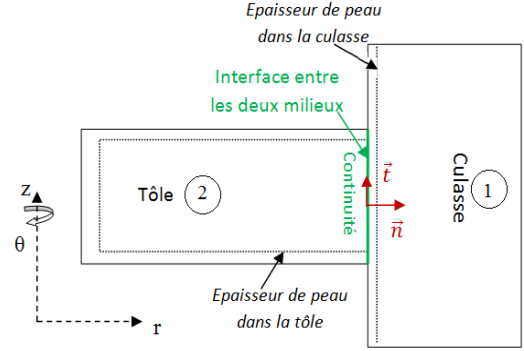 Epaisseur de peau
dans la culasse
Interface entre
les deux milieux
Continuité
Culasse
1
Tôle
2
t
n
z
θ
r
Epaisseur de peau
dans la tôle